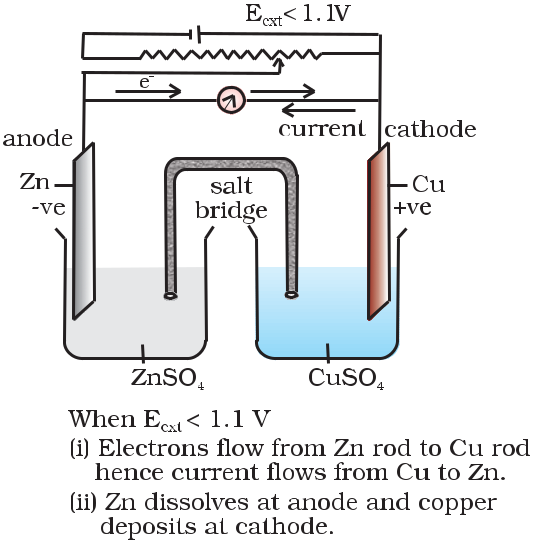 Eext< 1.1V
e-
current
cathode
anode
Zn
-ve
salt
bridge
Cu
+ve
ZnSO4
CuSO4
When Eext< 1.1 V
(i) Electrons flow from Zn rod to Cu rod
hence current flows from Cu to Zn.
(ii) Zn dissolves at anode and copper
deposits at cathode.